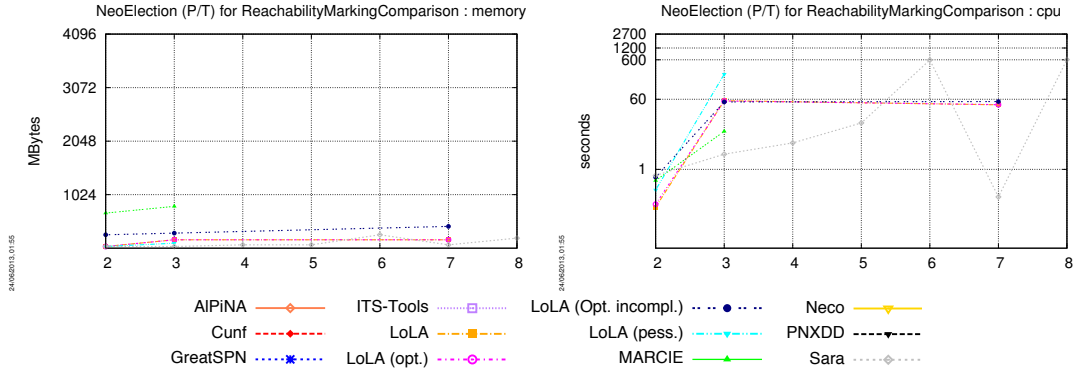 NeoElection (P/T) for ReachabilityMarkingComparison : memory
4096
3072
2048
1024
MBytes
2 3 4 5 6 7 8
24/06/2013, 01:55
NeoElection (P/T) for ReachabilityMarkingComparison : cpu
2700
1200
600
60
1
seconds
2 3 4 5 6 7 8
24/06/2013, 01:55
AlPiNA ITS-Tools LoLA (Opt. incompl.) Neco
Cunf LoLA LoLA (pess.) PNXDD
GreatSPN LoLA (opt.) MARCIE Sara